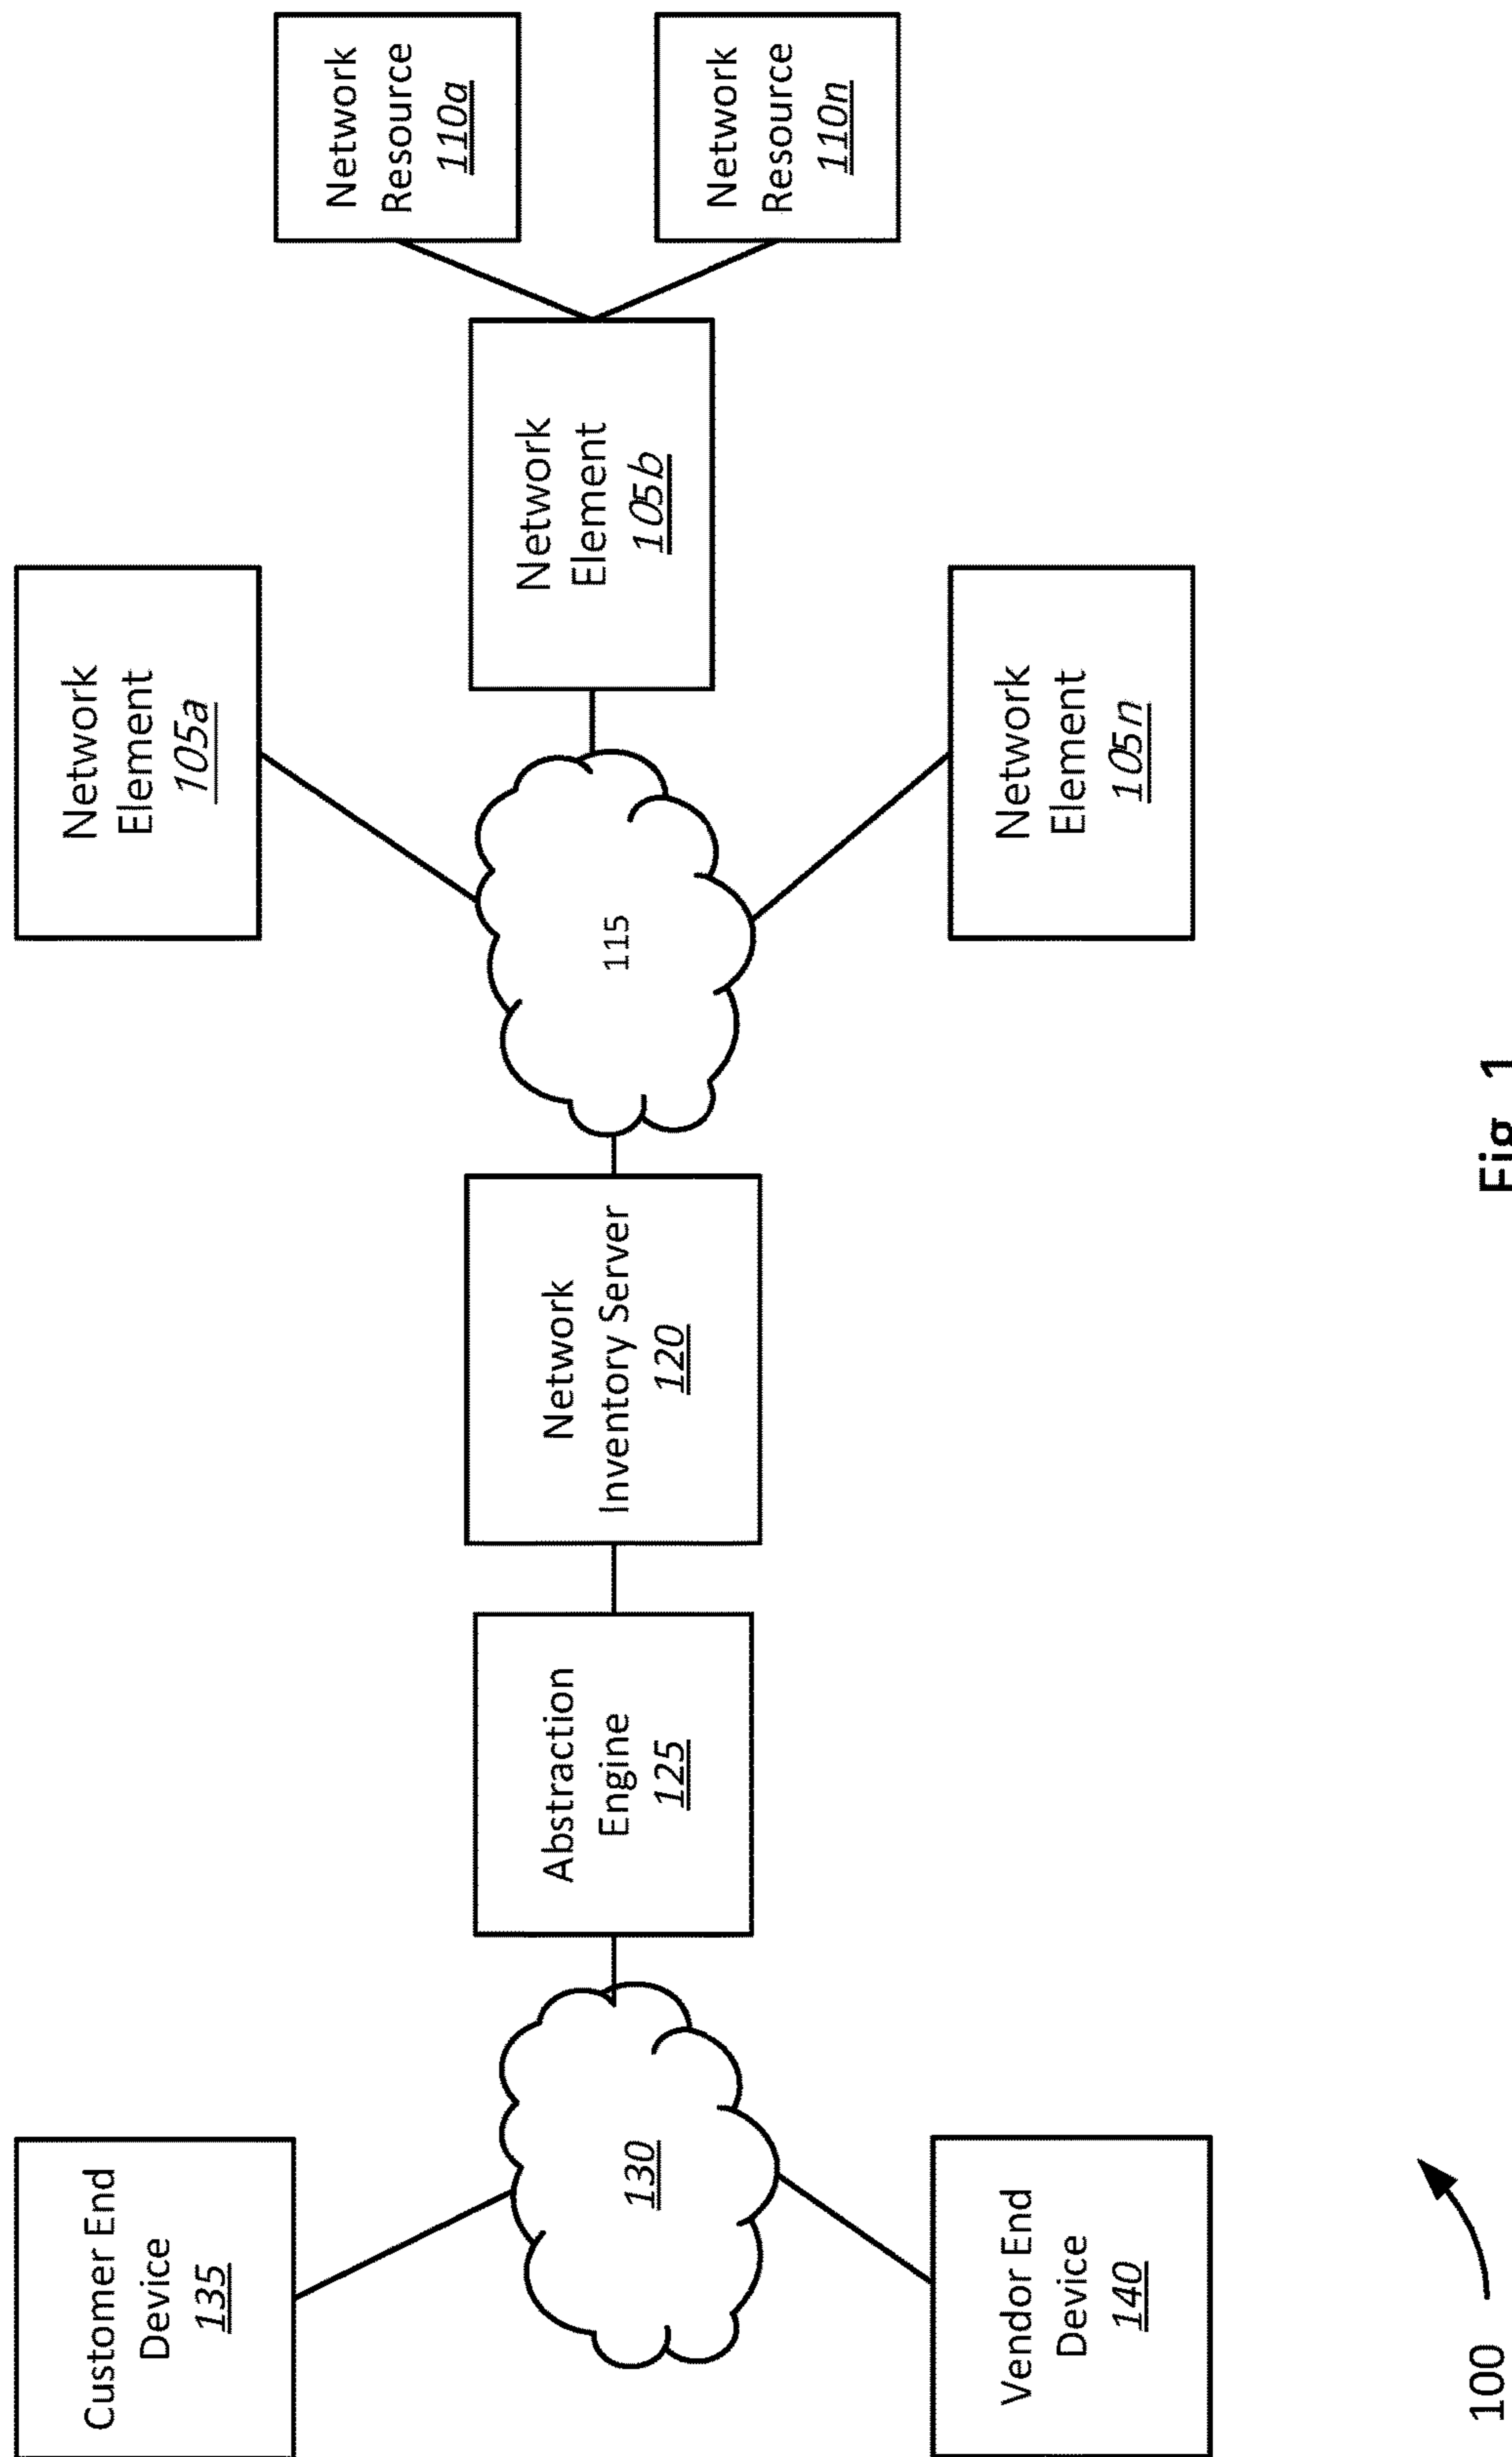 Customer End
Device
135
Vendor End
Device
140
130
Abstraction
Engine
125
Network
Inventory Server
120
115
Network
Element
105a
Network
Element
105b
Network
Element
105n
Network
Resource
110a
Network
Resource
110n
100
Fig. 1